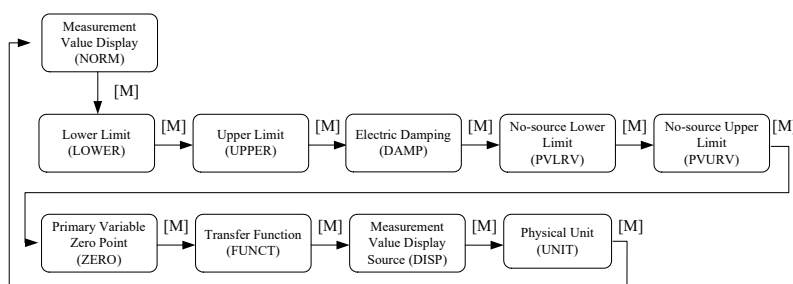 Measurement
Value Display
(NORM)
[M]
Lower Limit
(LOWER)
[M]
Upper Limit
(UPPER)
[M]
Electric Damping
(DAMP)
[M]
No-source Lower
Limit
(PVLRV)
[M]
No-source Upper
Limit
(PVURV)
[M]
Primary Variable
Zero Point
(ZERO)
[M]
Transfer Function
(FUNCT)
[M]
Measurement
Value Display
Source (DISP)
[M]
Physical Unit
(UNIT)
[M]